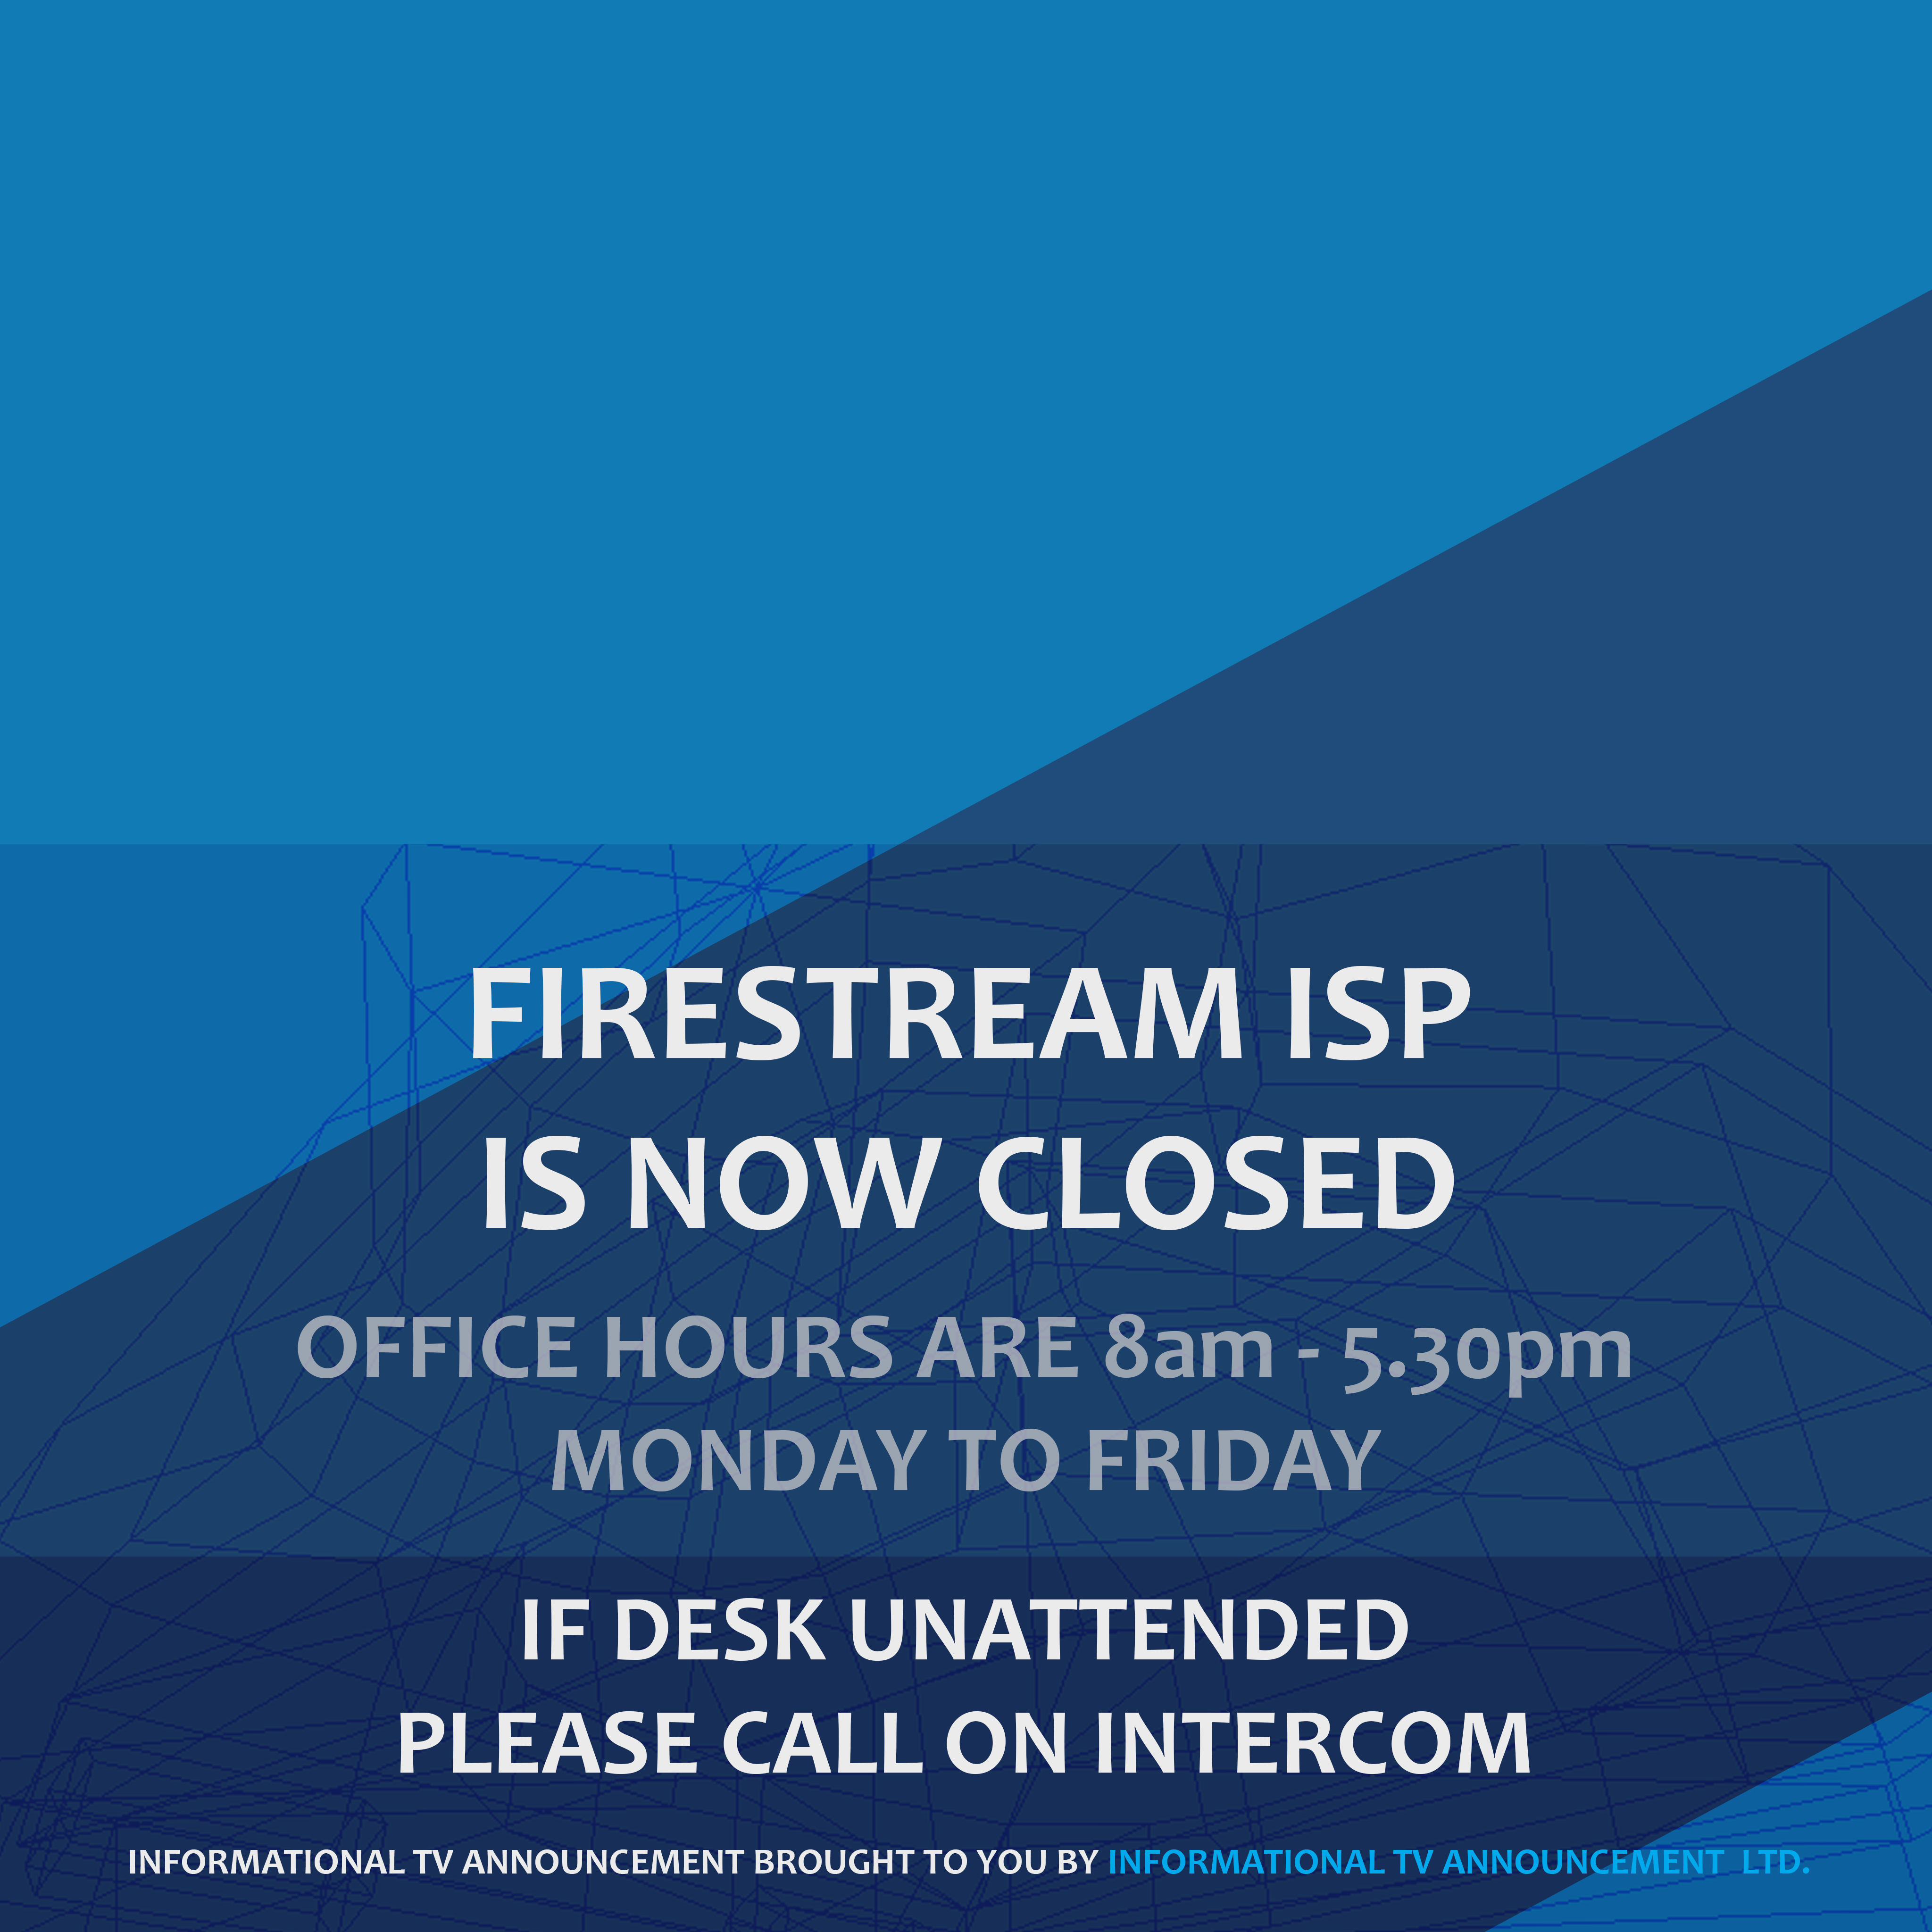 FIRESTREAM ISP
IS NOW CLOSED
OFFICE HOURS ARE 8am - 5.30pm
MONDAY TO FRIDAY
IF DESK UNATTENDED
PLEASE CALL ON INTERCOM
INFORMATIONAL TV ANNOUNCEMENT BROUGHT TO YOU BY INFORMATIONAL TV ANNOUNCEMENT LTD.